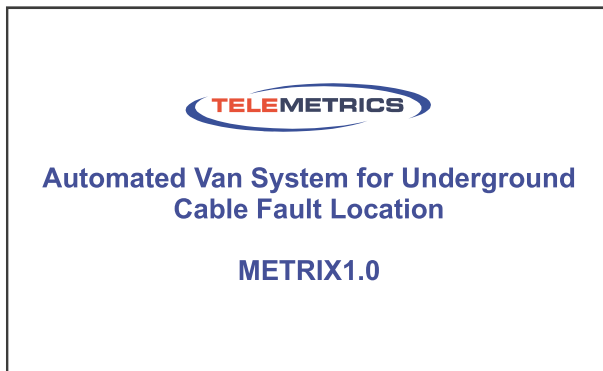 TELEMETRICS
Automated Van System for Underground
Cable Fault Location
METRIX1.0